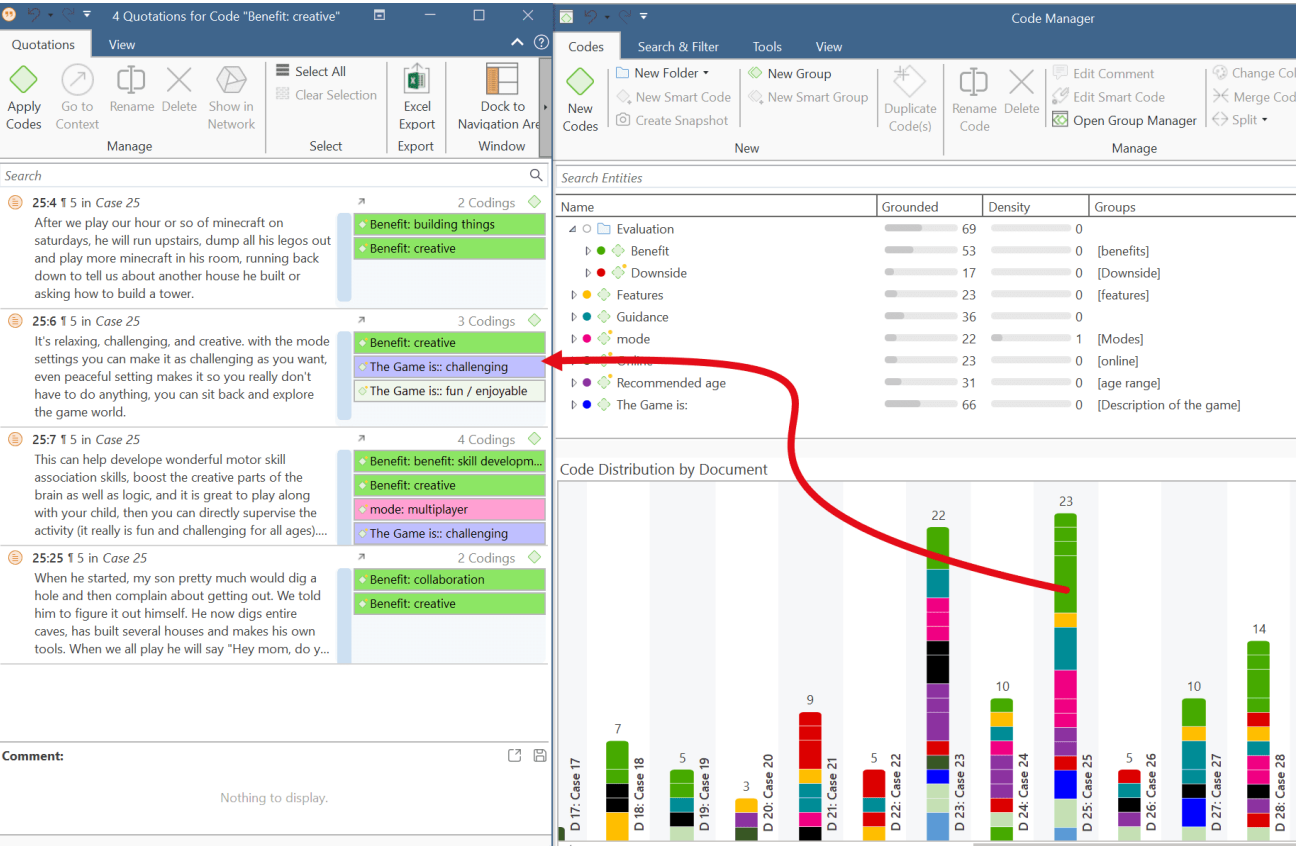 4 Quotations for Code "Benefit: creative"
Quotations View
Apply Codes
Go to Context
Rename
Delete
Show in Network
Manage
Select All
Clear Selection
Select
Excel Export
Export
Dock to
Navigation Are
Window
Search
25:4 ¶ 5 in Case 25
2 Codings
After we play our hour or so of minecraft on
saturdays, he will run upstairs, dump all his legos out
and play more minecraft in his room, running back
down to tell us about another house he built or
asking how to build a tower.
Benefit: building things
Benefit: creative
25:6 ¶ 5 in Case 25
3 Codings
It's relaxing, challenging, and creative. with the mode
settings you can make it as challenging as you want,
even peaceful setting makes it so you really don't
have to do anything, you can sit back and explore
the game world.
Benefit: creative
The Game is:: challenging
The Game is:: fun / enjoyable
25:7 ¶ 5 in Case 25
4 Codings
This can help develope wonderful motor skill
association skills, boost the creative parts of the
brain as well as logic, and it is great to play along
with your child, then you can directly supervise the
activity (it really is fun and challenging for all ages)....
Benefit: benefit: skill developm...
Benefit: creative
mode: multiplayer
The Game is:: challenging
25:25 ¶ 5 in Case 25
2 Codings
When he started, my son pretty much would dig a
hole and then complain about getting out. We told
him to figure it out himself. He now digs entire
caves, has built several houses and makes his own
tools. When we all play he will say "Hey mom, do y...
Benefit: collaboration
Benefit: creative
Comment:
Nothing to display.
Code Manager
Codes Search & Filter Tools View
New Codes
New Folder
New Smart Code
Create Snapshot
New Group
New Smart Group
New
Duplicate Code(s)
Rename Code
Delete
Edit Comment
Edit Smart Code
Open Group Manager
Change Col
Merge Cod
Split
Manage
Search Entities
Name Grounded Density Groups
Evaluation 69 0
Benefit 53 0 [benefits]
Downside 17 0 [Downside]
Features 23 0 [features]
Guidance 36 0
mode 22 1 [Modes]
Online 23 0 [online]
Recommended age 31 0 [age range]
The Game is: 66 0 [Description of the game]
Code Distribution by Document
D 17: Case 17
7
D 18: Case 18
5
D 19: Case 19
3
D 20: Case 20
9
D 21: Case 21
5
D 22: Case 22
22
D 23: Case 23
10
D 24: Case 24
23
D 25: Case 25
5
D 26: Case 26
10
D 27: Case 27
14
D 28: Case 28